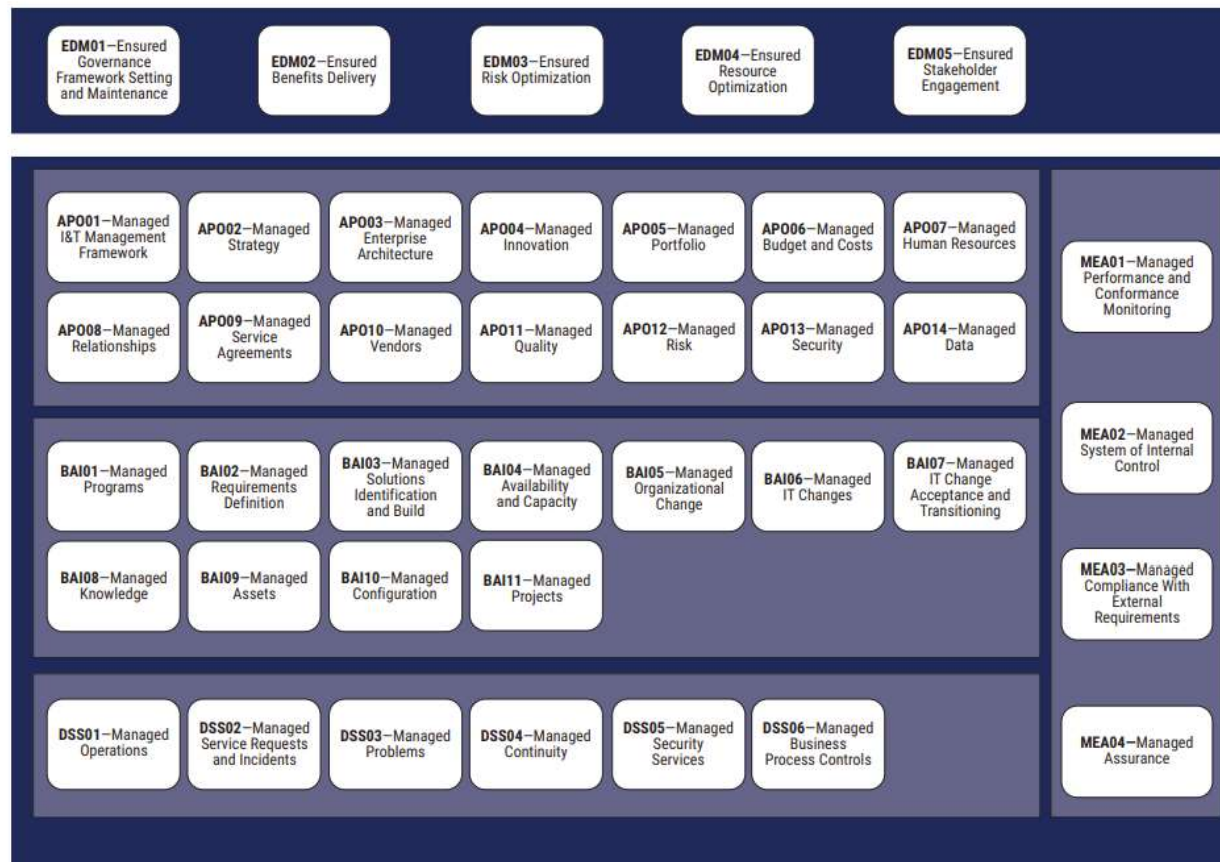 EDM01—Ensured
Governance
Framework Setting
and Maintenance
EDM02—Ensured
Benefits Delivery
EDM03—Ensured
Risk Optimization
EDM04—Ensured
Resource
Optimization
EDM05—Ensured
Stakeholder
Engagement
APO01—Managed
I&T Management
Framework
APO02—Managed
Strategy
APO03—Managed
Enterprise
Architecture
APO04—Managed
Innovation
APO05—Managed
Portfolio
APO06—Managed
Budget and Costs
APO07—Managed
Human Resources
APO08—Managed
Relationships
APO09—Managed
Service
Agreements
APO10—Managed
Vendors
APO11—Managed
Quality
APO12—Managed
Risk
APO13—Managed
Security
APO14—Managed
Data
BAI01—Managed
Programs
BAI02—Managed
Requirements
Definition
BAI03—Managed
Solutions
Identification
and Build
BAI04—Managed
Availability
and Capacity
BAI05—Managed
Organizational
Change
BAI06—Managed
IT Changes
BAI07—Managed
IT Change
Acceptance and
Transitioning
BAI08—Managed
Knowledge
BAI09—Managed
Assets
BAI10—Managed
Configuration
BAI11—Managed
Projects
DSS01—Managed
Operations
DSS02—Managed
Service Requests
and Incidents
DSS03—Managed
Problems
DSS04—Managed
Continuity
DSS05—Managed
Security
Services
DSS06—Managed
Business
Process Controls
MEA01—Managed
Performance and
Conformance
Monitoring
MEA02—Managed
System of Internal
Control
MEA03—Managed
Compliance With
External
Requirements
MEA04—Managed
Assurance